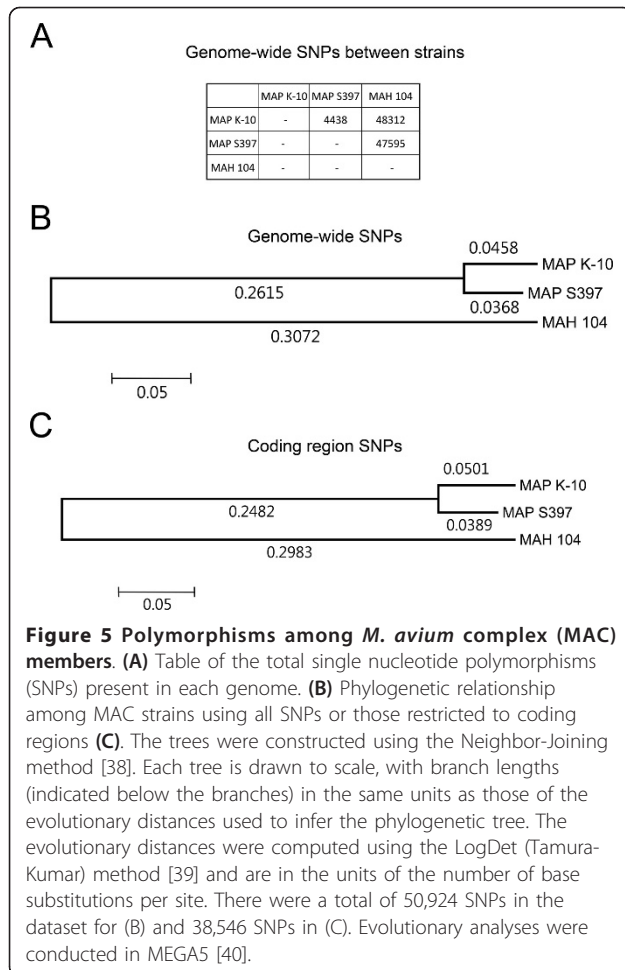 A
Genome-wide SNPs between strains
MAP K-10 MAP S397 MAH 104
MAP K-10 - 4438 48312
MAP S397 - - 47595
MAH 104 - - -
B
Genome-wide SNPs
0.0458
MAP K-10
0.2615
MAP S397
0.0368
MAH 104
0.3072
0.05
C
Coding region SNPs
0.0501
MAP K-10
0.2482
MAP S397
0.0389
MAH 104
0.2983
0.05
Figure 5 Polymorphisms among M. avium complex (MAC)
members. (A) Table of the total single nucleotide polymorphisms
(SNPs) present in each genome. (B) Phylogenetic relationship
among MAC strains using all SNPs or those restricted to coding
regions (C). The trees were constructed using the Neighbor-Joining
method [38]. Each tree is drawn to scale, with branch lengths
(indicated below the branches) in the same units as those of the
evolutionary distances used to infer the phylogenetic tree. The
evolutionary distances were computed using the LogDet (Tamura-
Kumar) method [39] and are in the units of the number of base
substitutions per site. There were a total of 50,924 SNPs in the
dataset for (B) and 38,546 SNPs in (C). Evolutionary analyses were
conducted in MEGA5 [40].